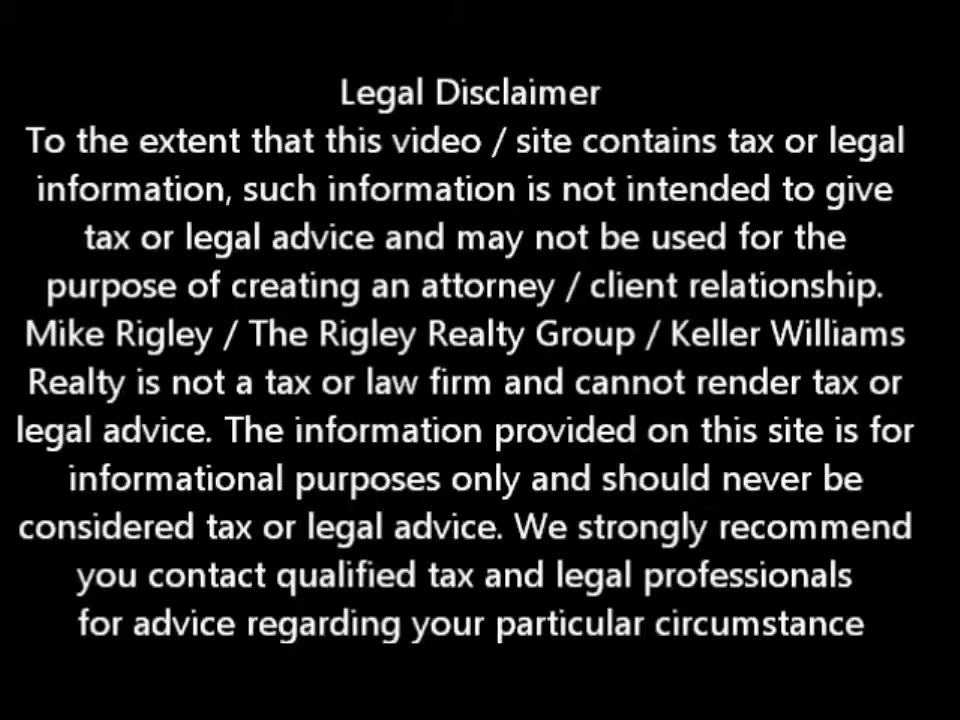 Legal Disclaimer
To the extent that this video / site contains tax or legal
information, such information is not intended to give
tax or legal advice and may not be used for the
purpose of creating an attorney / client relationship.
Mike Rigley / The Rigley Realty Group / Keller Williams
Realty is not a tax or law firm and cannot render tax or
legal advice. The information provided on this site is for
informational purposes only and should never be
considered tax or legal advice. We strongly recommend
you contact qualified tax and legal professionals
for advice regarding your particular circumstance